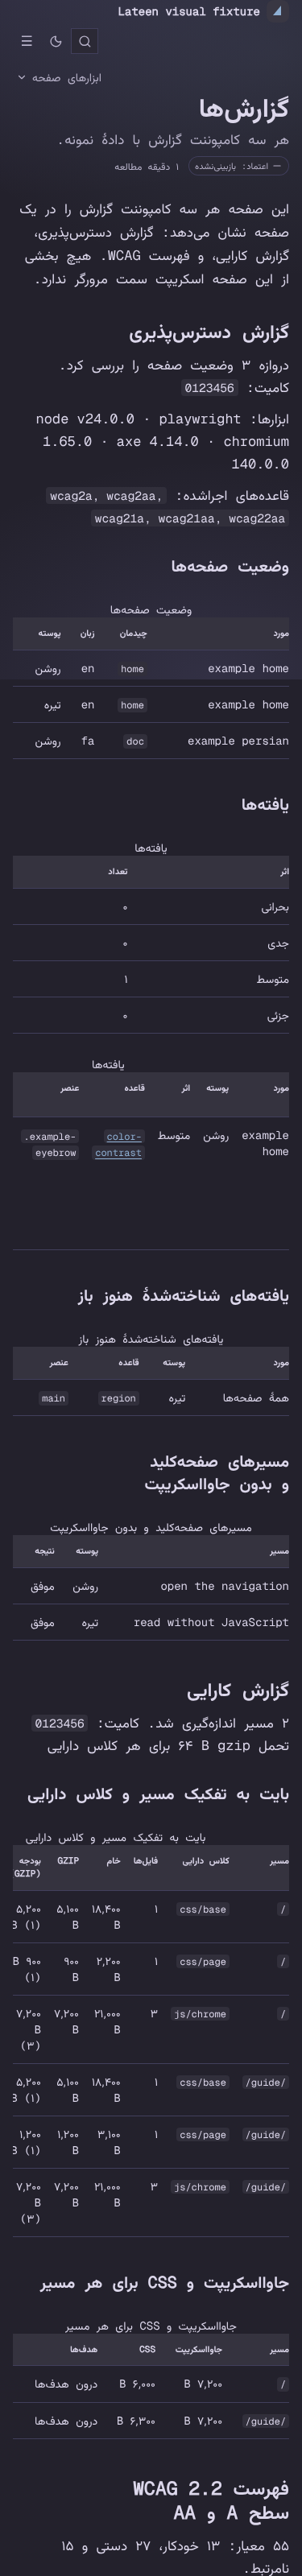 Lateen visual fixture
ابزارهای صفحه
گزارش‌ها
هر سه کامپوننت گزارش با دادهٔ نمونه.
— اعتماد: بازبینی‌نشده
۱ دقیقه مطالعه
این صفحه هر سه کامپوننت گزارش را در یک
صفحه نشان می‌دهد: گزارش دسترس‌پذیری،
گزارش کارایی، و فهرست WCAG. هیچ بخشی
از این صفحه اسکریپت سمت مرورگر ندارد.
گزارش دسترس‌پذیری
دروازه ۳ وضعیت صفحه را بررسی کرد.
کامیت: 0123456
ابزارها: node v24.0.0 · playwright
1.65.0 · axe 4.14.0 · chromium
140.0.0
قاعده‌های اجراشده: wcag2a, wcag2aa,
wcag21a, wcag21aa, wcag22aa
وضعیت صفحه‌ها
وضعیت صفحه‌ها
مورد چیدمان زبان پوسته
example home home en روشن
example home home en تیره
example persian doc fa روشن
یافته‌ها
یافته‌ها
اثر تعداد
بحرانی ۰
جدی ۰
متوسط ۱
جزئی ۰
یافته‌ها
مورد پوسته اثر قاعده عنصر
example روشن متوسط color- .example-
home contrast eyebrow
یافته‌های شناخته‌شدهٔ هنوز باز
یافته‌های شناخته‌شدهٔ هنوز باز
مورد پوسته قاعده عنصر
همهٔ صفحه‌ها تیره region main
مسیرهای صفحه‌کلید
و بدون جاوااسکریپت
مسیرهای صفحه‌کلید و بدون جاوااسکریپت
مسیر پوسته نتیجه
open the navigation روشن موفق
read without JavaScript تیره موفق
گزارش کارایی
۲ مسیر اندازه‌گیری شد. کامیت: 0123456
تحمل ۶۴ B gzip برای هر کلاس دارایی
بایت به تفکیک مسیر و کلاس دارایی
بایت به تفکیک مسیر و کلاس دارایی
مسیر کلاس دارایی فایل‌ها خام GZIP بودجه
(GZIP
/ css/base ۱ ۱۸,۴۰۰ ۵,۱۰۰ ۵,۲۰۰
B B B (۱)
/ css/page ۱ ۲,۲۰۰ ۹۰۰ ۹۰۰ B
B B (۱)
/ js/chrome ۳ ۲۱,۰۰۰ ۷,۲۰۰ ۷,۲۰۰
B B B
(۳)
/guide/ css/base ۱ ۱۸,۴۰۰ ۵,۱۰۰ ۵,۲۰۰
B B B (۱)
/guide/ css/page ۱ ۳,۱۰۰ ۱,۲۰۰ ۱,۲۰۰
B B B (۱)
/guide/ js/chrome ۳ ۲۱,۰۰۰ ۷,۲۰۰ ۷,۲۰۰
B B B
(۳)
جاوااسکریپت و CSS برای هر مسیر
جاوااسکریپت و CSS برای هر مسیر
مسیر جاوااسکریپت CSS هدف‌ها
/ ۷,۲۰۰ B ۶,۰۰۰ B درون هدف‌ها
/guide/ ۷,۲۰۰ B ۶,۳۰۰ B درون هدف‌ها
فهرست WCAG 2.2
سطح A و AA
۵۵ معیار: ۱۳ خودکار، ۲۷ دستی و ۱۵
نامرتبط.